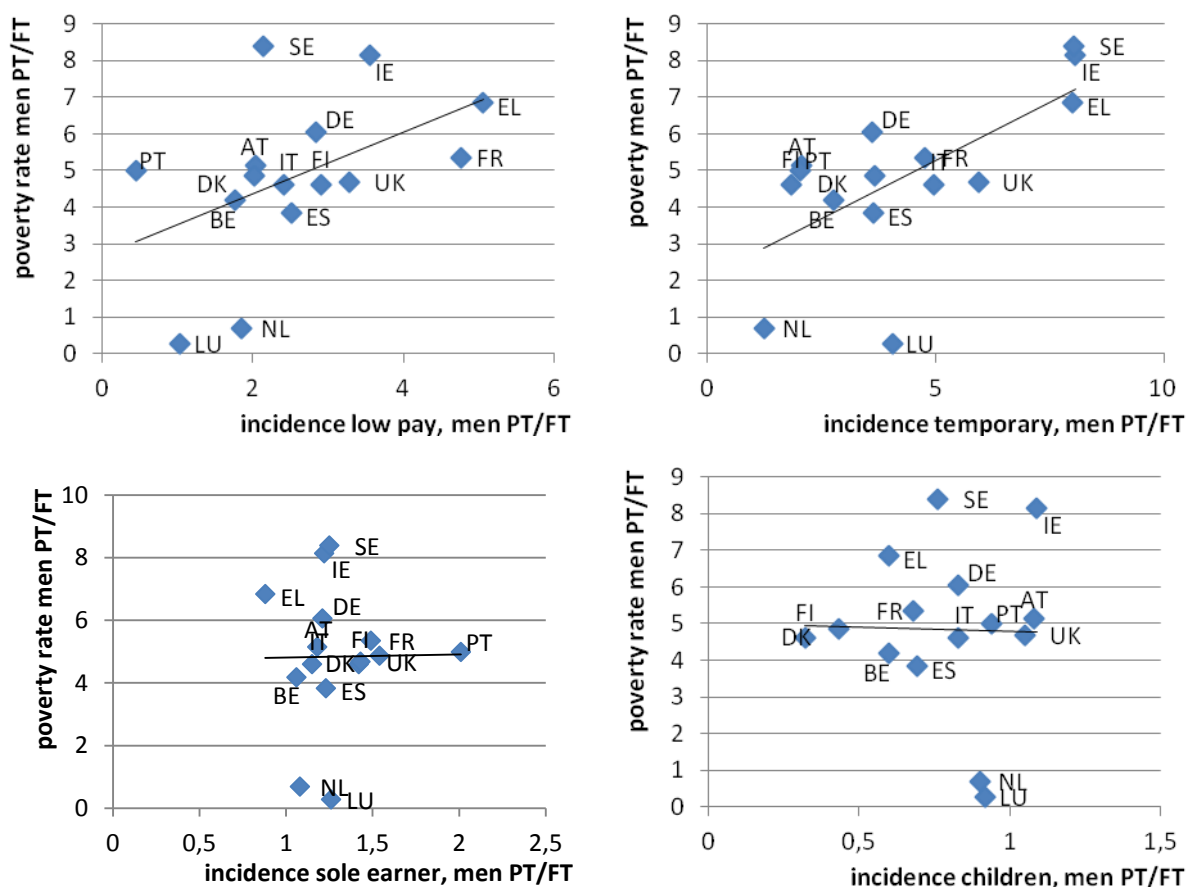 poverty rate men PT/FT
9
8
7
6
5
4
3
2
1
0
SE
IE
EL
DE
AT
IT
FI
FR
PT
DK
UK
BE
ES
NL
LU
0
2
4
6
incidence low pay, men PT/FT
poverty rate men PT/FT
9
8
7
6
5
4
3
2
1
0
SE
IE
EL
DE
AT
FI
PT
FR
IT
DK
UK
BE
ES
NL
LU
0
5
10
incidence temporary, men PT/FT
poverty rate men PT/FT
10
8
6
4
2
0
SE
IE
EL
DE
AT
IT
FI
FR
PT
DK
UK
BE
ES
NL
LU
0
0,5
1
1,5
2
2,5
incidence sole earner, men PT/FT
poverty rate men PT/FT
9
8
7
6
5
4
3
2
1
0
SE
IE
EL
DE
FI
FR
IT
PT
AT
DK
UK
BE
ES
NL
LU
0
0,5
1
1,5
incidence children, men PT/FT